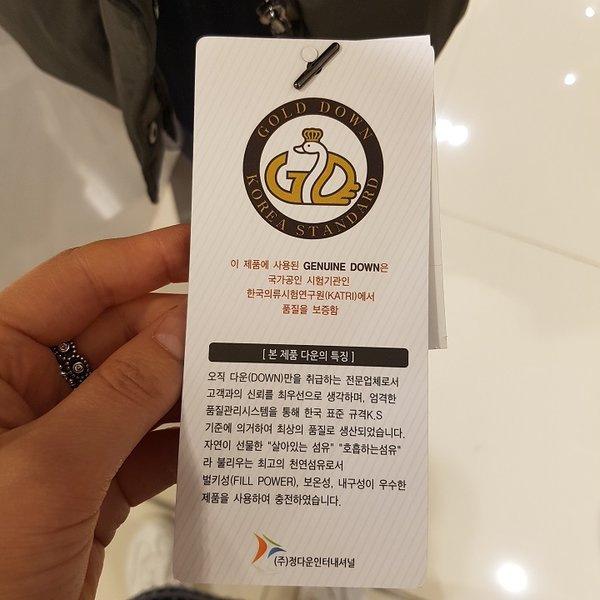 GOLD DOWN
GD
KOREA STANDARD
이 제품에 사용된 GENUINE DOWN은
국가공인 시험기관인
한국의류시험연구원(KATRI)에서
품질을 보증함
[ 본 제품 다운의 특징 ]
오직 다운(DOWN)만을 취급하는 전문업체로서
고객과의 신뢰를 최우선으로 생각하며, 엄격한
품질관리시스템을 통해 한국 표준 규격K.S
기준에 의거하여 최상의 품질로 생산되었습니다.
자연이 선물한 "살아있는 섬유" "호흡하는섬유"
라 불리우는 최고의 천연섬유로서
벌키성(FILL POWER), 보온성, 내구성이 우수한
제품을 사용하여 충전하였습니다.
(주)정다운인터내셔널